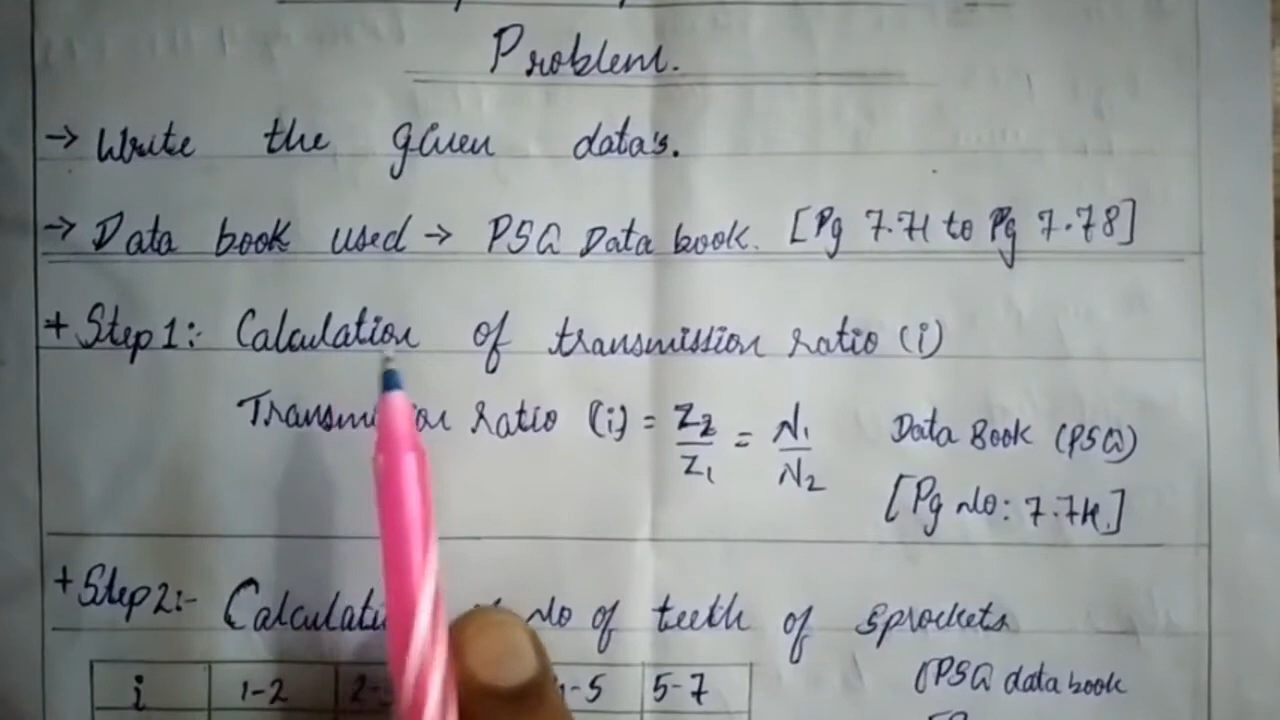 Problem.
→ Write the given data's.
→ Data book used → PSG Data book. [Pg 7.71 to Pg 7.78]
+ Step 1:- Calculation of transmission ratio (i)
Transmission ratio (i) = Z2/Z1 = N1/N2 Data Book (PSG)
[Pg No: 7.74.]
+ Step 2:- Calculation No of teeth of sprockets
i 1-2 5-7 (PSG data book